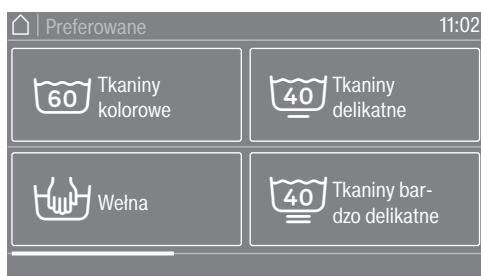 Preferowane
11:02
60
Tkaniny
kolorowe
40
Tkaniny
delikatne
Wełna
40
Tkaniny bar-
dzo delikatne